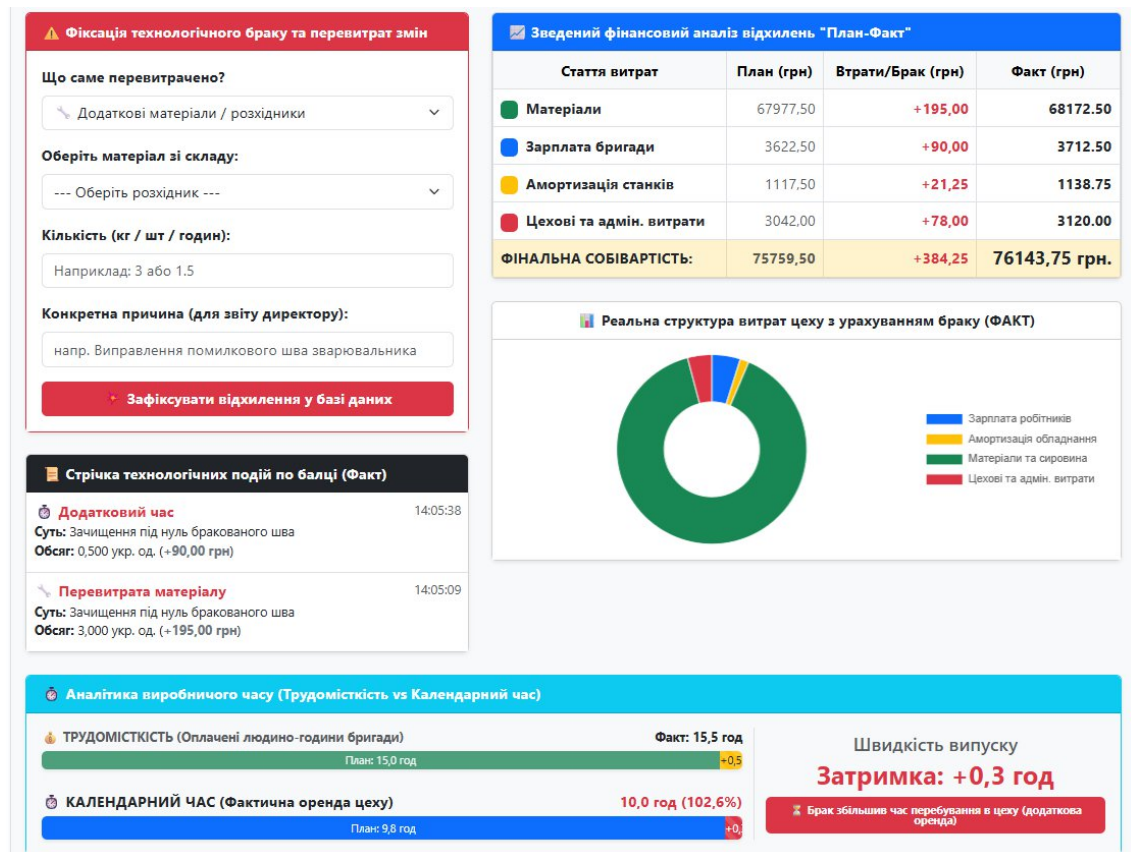 Фіксація технологічного браку та перевитрат змін
Що саме перевитрачено?
Додаткові матеріали / розхідники
Оберіть матеріал зі складу:
--- Оберіть розхідник ---
Кількість (кг / шт / годин):
Наприклад: 3 або 1.5
Конкретна причина (для звіту директору):
напр. Виправлення помилкового шва зварювальника
Зафіксувати відхилення у базі даних
Стрічка технологічних подій по балці (Факт)
Додатковий час 14:05:38
Суть: Зачищення під нуль бракованого шва
Обсяг: 0,500 укр. од. (+90,00 грн)
Перевитрата матеріалу 14:05:09
Суть: Зачищення під нуль бракованого шва
Обсяг: 3,000 укр. од. (+195,00 грн)
Зведений фінансовий аналіз відхилень "План-Факт"
Стаття витрат План (грн) Втрати/Брак (грн) Факт (грн)
Матеріали 67977,50 +195,00 68172.50
Зарплата бригади 3622,50 +90,00 3712.50
Амортизація станків 1117,50 +21,25 1138.75
Цехові та адмін. витрати 3042,00 +78,00 3120.00
ФІНАЛЬНА СОБІВАРТІСТЬ: 75759,50 +384,25 76143,75 грн.
Реальна структура витрат цеху з урахуванням браку (ФАКТ)
Зарплата робітників
Амортизація обладнання
Матеріали та сировина
Цехові та адмін. витрати
Аналітика виробничого часу (Трудомісткість vs Календарний час)
ТРУДОМІСТКІСТЬ (Оплачені людино-години бригади) Факт: 15,5 год
План: 15,0 год +0,5
КАЛЕНДАРНИЙ ЧАС (Фактична оренда цеху) 10,0 год (102,6%)
План: 9,8 год +0,
Швидкість випуску
Затримка: +0,3 год
Брак збільшив час перебування в цеху (додаткова
оренда)